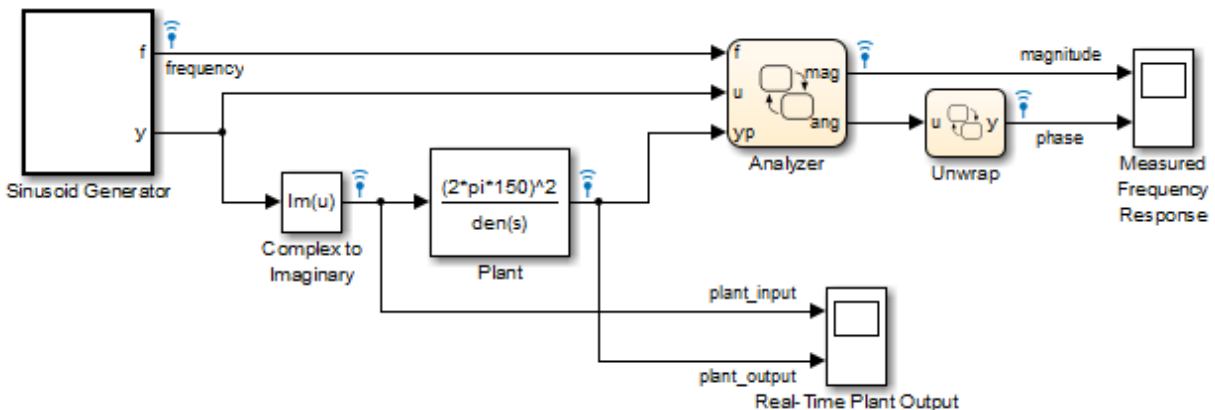 f
frequency
y
Sinusoid Generator
Im(u)
Complex to
Imaginary
(2*pi*150)^2
den(s)
Plant
f
u
yp
mag
ang
Analyzer
u
y
Unwrap
magnitude
phase
Measured
Frequency
Response
plant_input
plant_output
Real-Time Plant Output